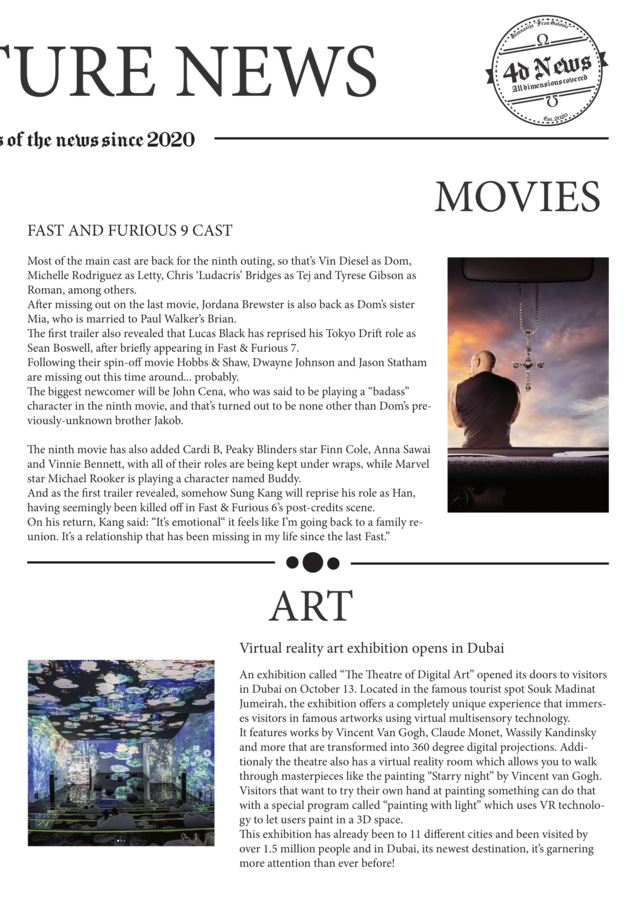 TURE NEWS
4d News
All dimensions covered
Est. 2020
s of the news since 2020
MOVIES
FAST AND FURIOUS 9 CAST
Most of the main cast are back for the ninth outing, so that's Vin Diesel as Dom,
Michelle Rodriguez as Letty, Chris ‘Ludacris’ Bridges as Tej and Tyrese Gibson as
Roman, among others.
After missing out on the last movie, Jordana Brewster is also back as Dom's sister
Mia, who is married to Paul Walker's Brian.
The first trailer also revealed that Lucas Black has reprised his Tokyo Drift role as
Sean Boswell, after briefly appearing in Fast & Furious 7.
Following their spin-off movie Hobbs & Shaw, Dwayne Johnson and Jason Statham
are missing out this time around... probably.
The biggest newcomer will be John Cena, who was said to be playing a “badass”
character in the ninth movie, and that's turned out to be none other than Dom's pre-
viously-unknown brother Jakob.
The ninth movie has also added Cardi B, Peaky Blinders star Finn Cole, Anna Sawai
and Vinnie Bennett, with all of their roles are being kept under wraps, while Marvel
star Michael Rooker is playing a character named Buddy.
And as the first trailer revealed, somehow Sung Kang will reprise his role as Han,
having seemingly been killed off in Fast & Furious 6's post-credits scene.
On his return, Kang said: “It's emotional“ it feels like I'm going back to a family re-
union. It's a relationship that has been missing in my life since the last Fast.”
ART
Virtual reality art exhibition opens in Dubai
An exhibition called “The Theatre of Digital Art” opened its doors to visitors
in Dubai on October 13. Located in the famous tourist spot Souk Madinat
Jumeirah, the exhibition offers a completely unique experience that immers-
es visitors in famous artworks using virtual multisensory technology.
It features works by Vincent Van Gogh, Claude Monet, Wassily Kandinsky
and more that are transformed into 360 degree digital projections. Addi-
tionaly the theatre also has a virtual reality room which allows you to walk
through masterpieces like the painting “Starry night” by Vincent van Gogh.
Visitors that want to try their own hand at painting something can do that
with a special program called “painting with light” which uses VR technolo-
gy to let users paint in a 3D space.
This exhibition has already been to 11 different cities and been visited by
over 1.5 million people and in Dubai, its newest destination, it's garnering
more attention than ever before!